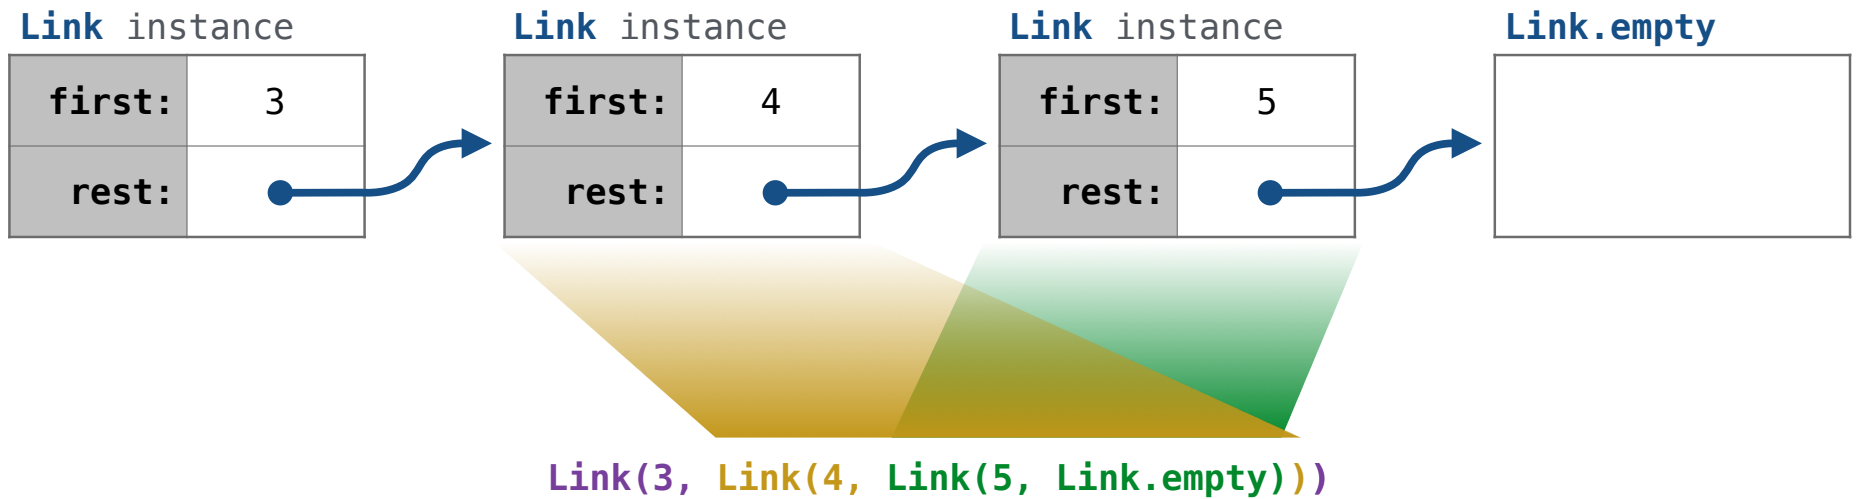 Link instance Link instance Link instance Link.empty
first: 3 first: 4 first: 5
rest: rest: rest:
Link(3, Link(4, Link(5, Link.empty)))